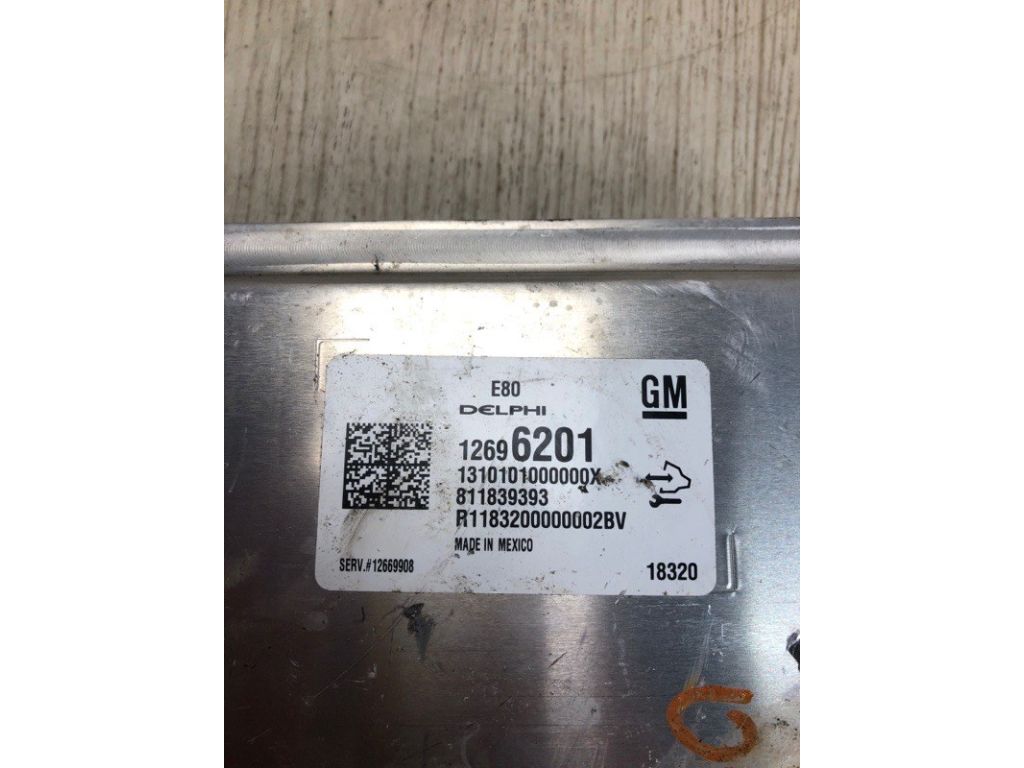 E80
DELPHI
GM
12696201
1310101000000X
811839393
R1183200000002BV
MADE IN MEXICO
SERV.#12669908
18320